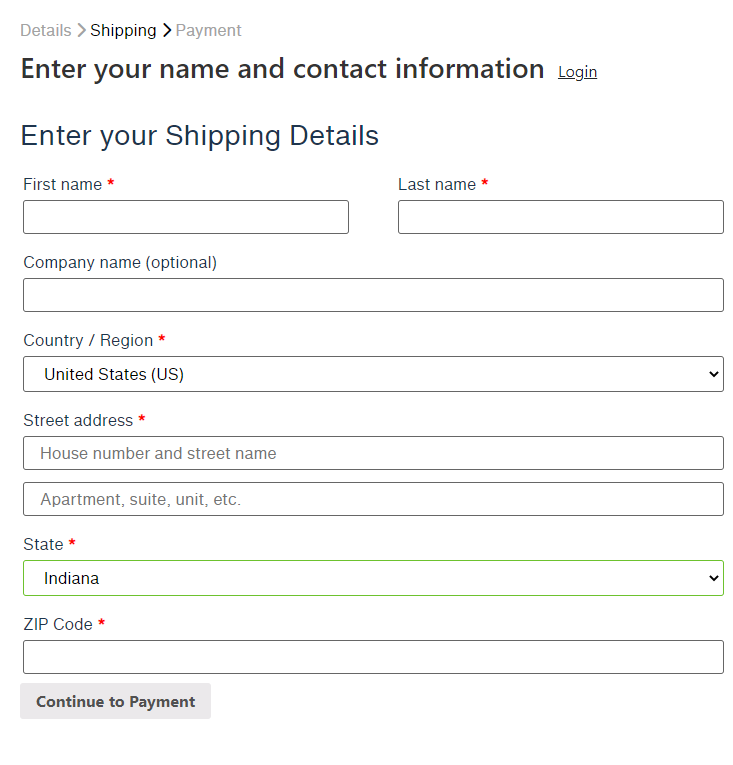 Details > Shipping > Payment
Enter your name and contact information Login
Enter your Shipping Details
First name * Last name *
Company name (optional)
Country / Region *
United States (US)
Street address *
House number and street name
Apartment, suite, unit, etc.
State *
Indiana
ZIP Code *
Continue to Payment